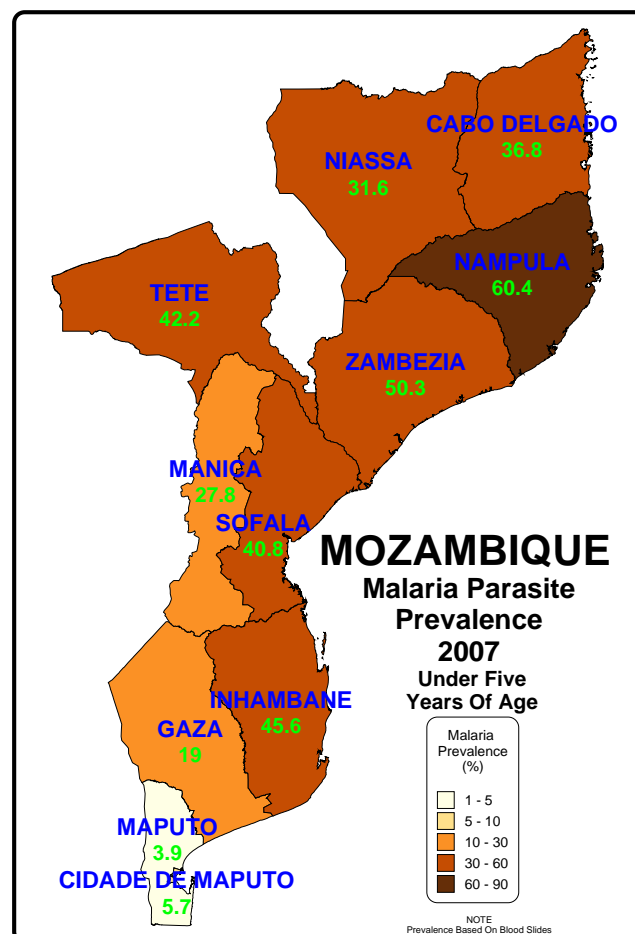 CABO DELGADO
36.8
NIASSA
31.6
NAMPULA
60.4
TETE
42.2
ZAMBEZIA
50.3
MANICA
27.8
SOFALA
40.8
MOZAMBIQUE
Malaria Parasite
Prevalence
2007
Under Five
Years Of Age
INHAMBANE
45.6
GAZA
19
MAPUTO
3.9
CIDADE DE MAPUTO
5.7
Malaria
Prevalence
(%)
1 - 5
5 - 10
10 - 30
30 - 60
60 - 90
NOTE
Prevalence Based On Blood Slides